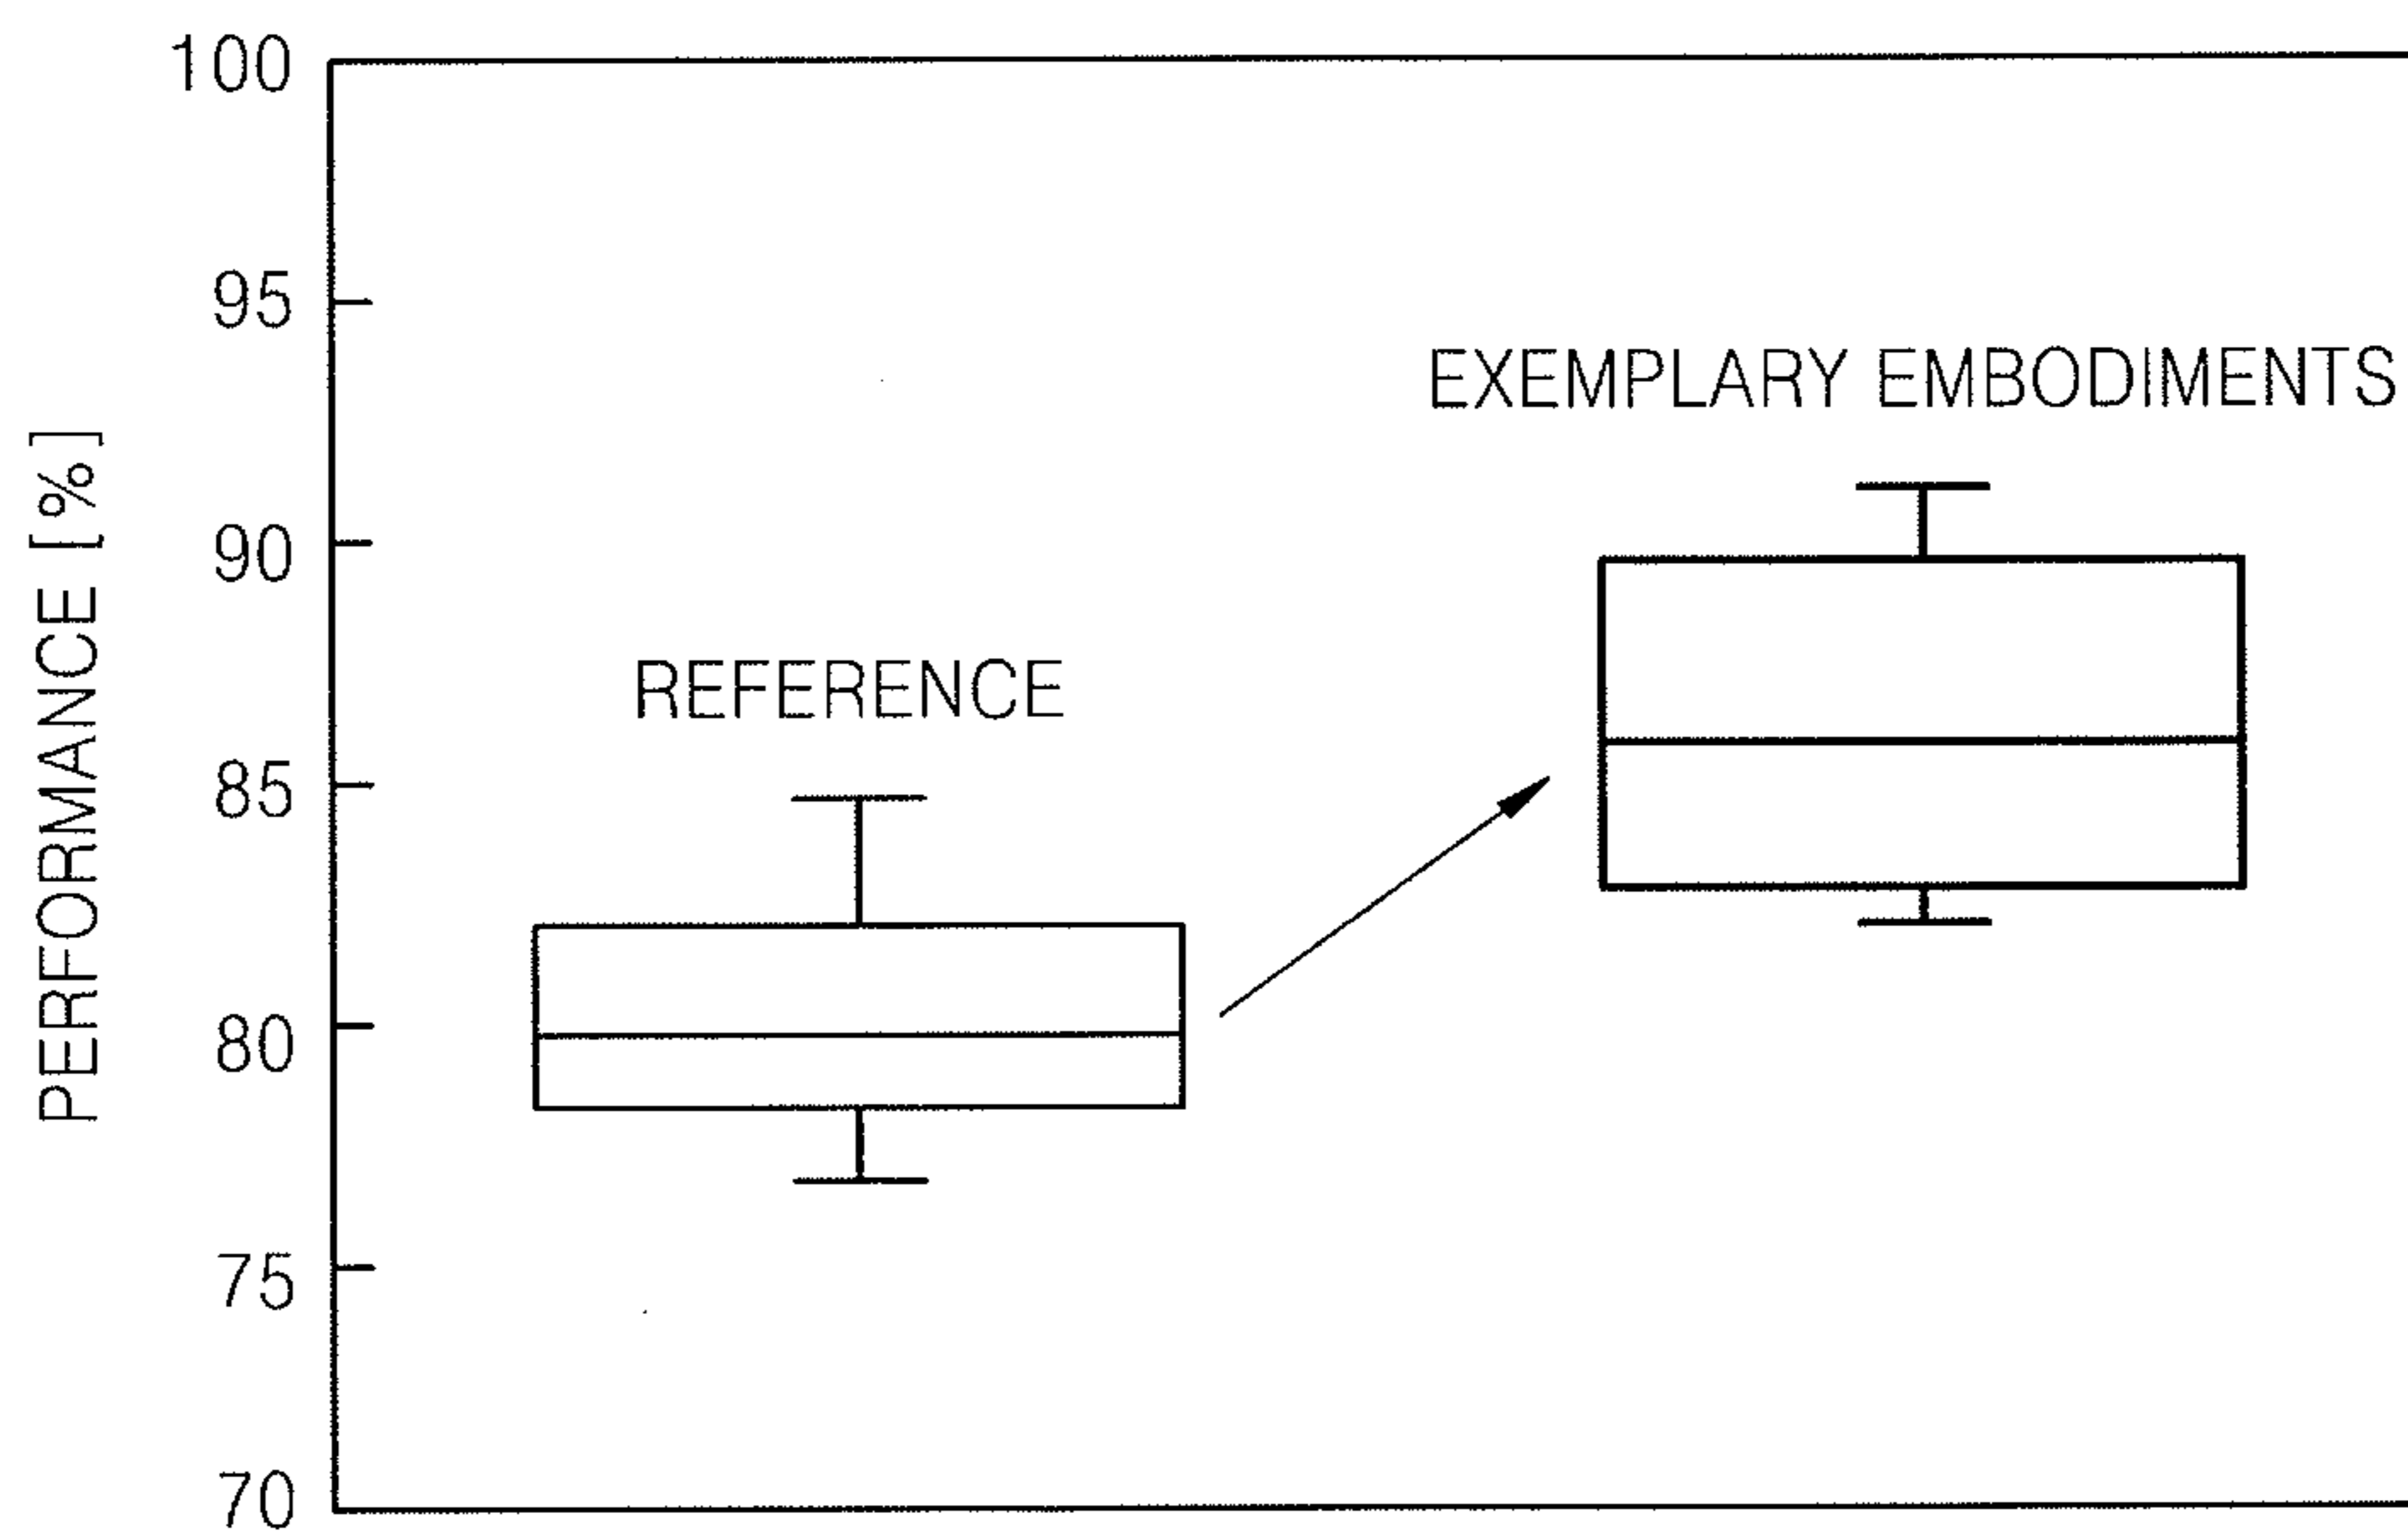 PERFORMANCE [%]
100
95
90
85
80
75
70
REFERENCE
EXEMPLARY EMBODIMENTS